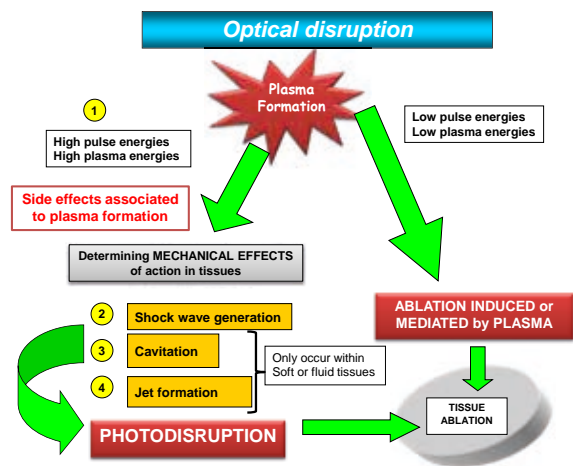 Optical disruption
Plasma
Formation
1
High pulse energies
High plasma energies
Low pulse energies
Low plasma energies
Side effects associated
to plasma formation
Determining MECHANICAL EFFECTS
of action in tissues
2
Shock wave generation
3
Cavitation
4
Jet formation
Only occur within
Soft or fluid tissues
PHOTODISRUPTION
ABLATION INDUCED or
MEDIATED by PLASMA
TISSUE
ABLATION